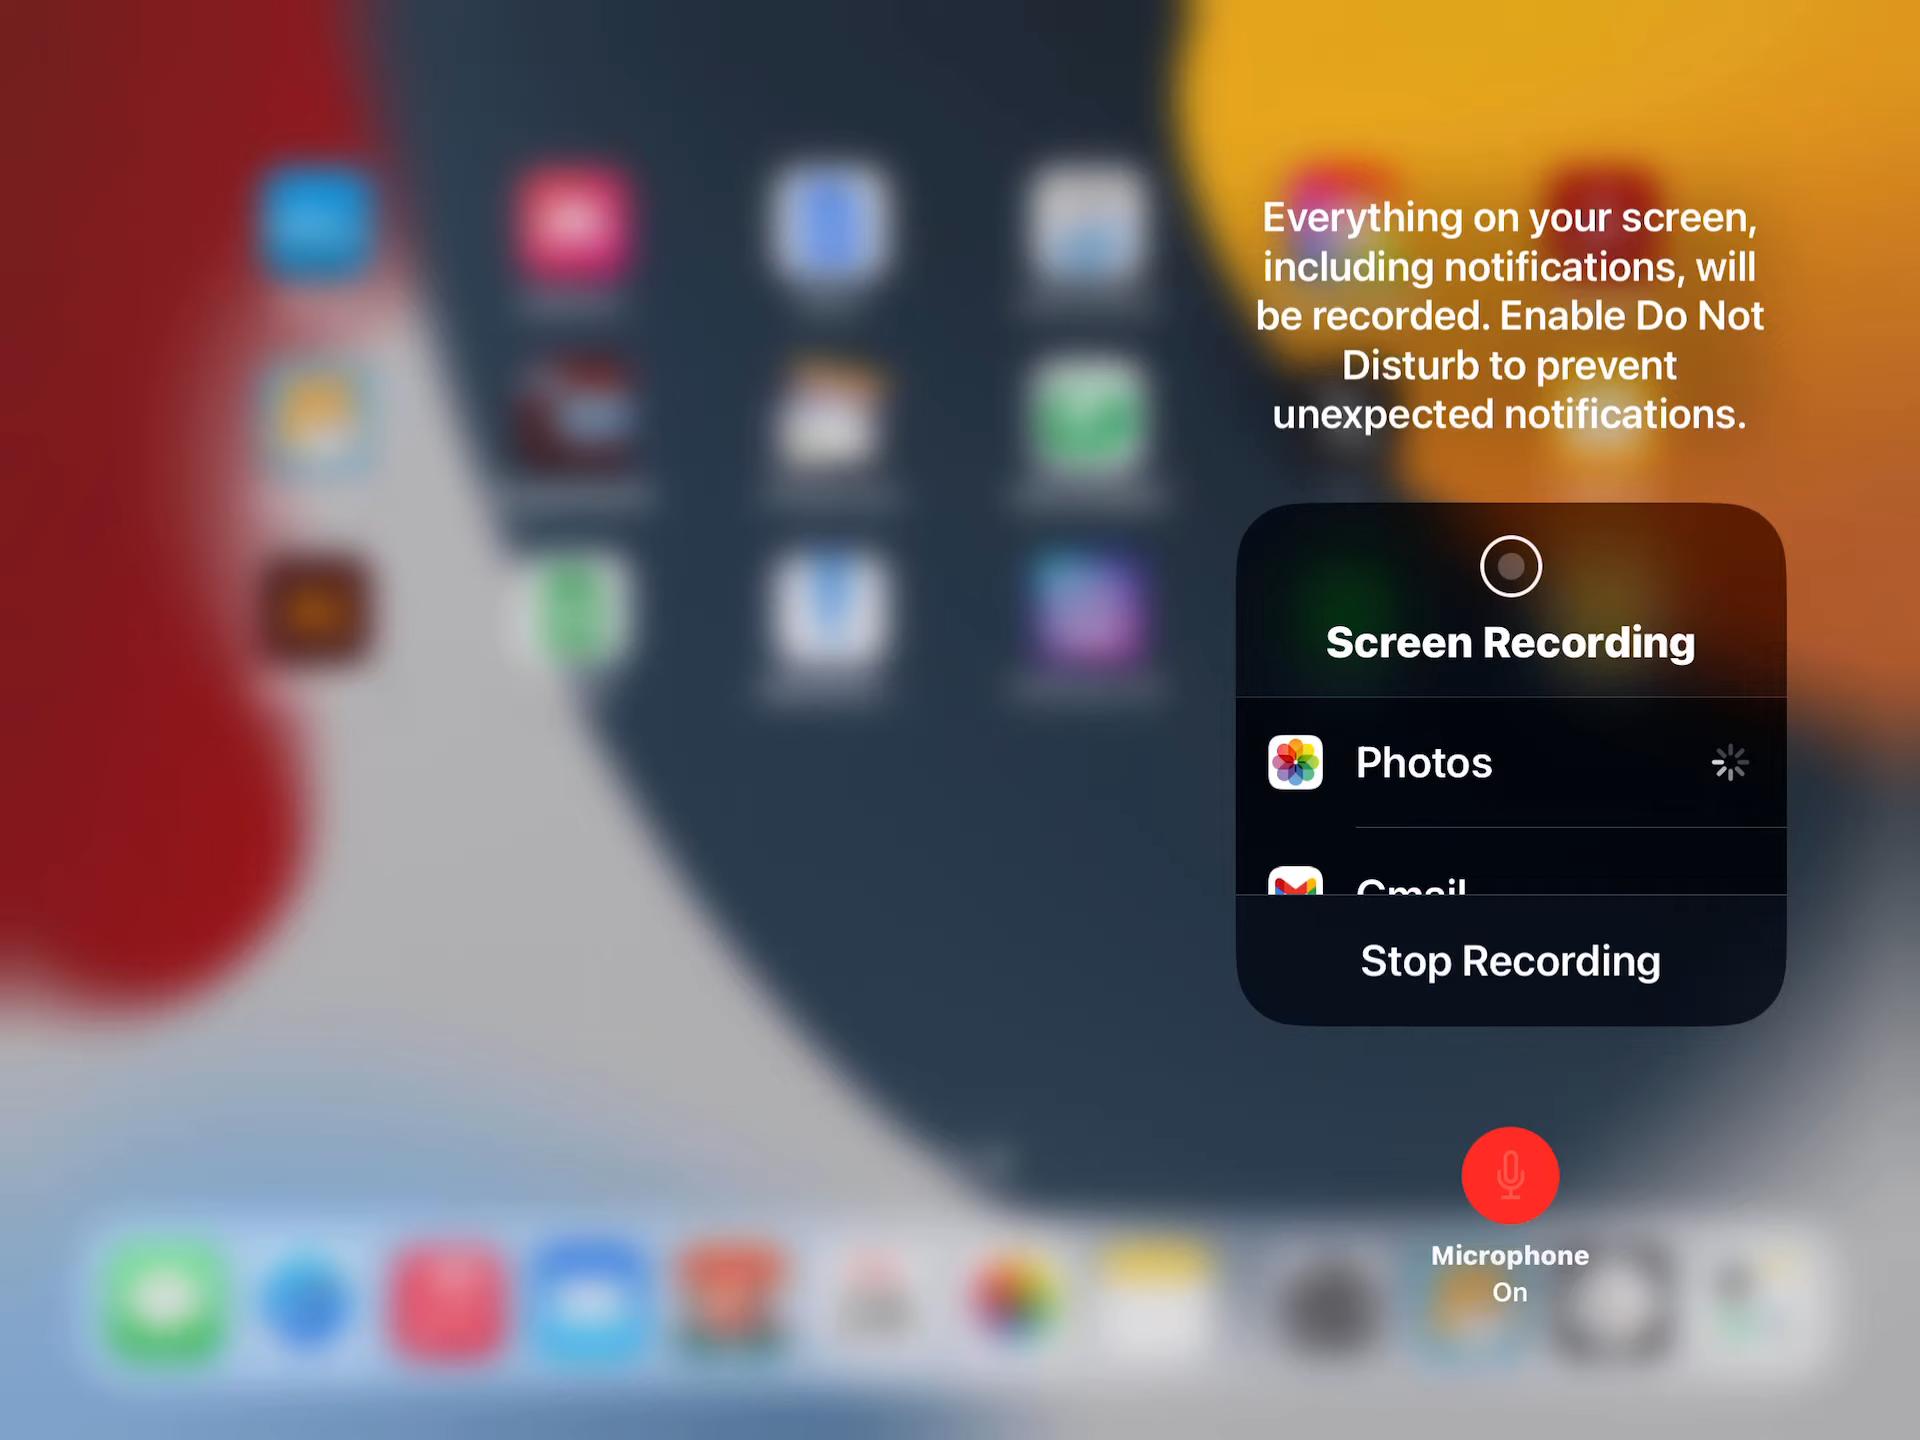 Everything on your screen,
including notifications, will
be recorded. Enable Do Not
Disturb to prevent
unexpected notifications.
Screen Recording
Photos
Gmail
Stop Recording
Microphone
On